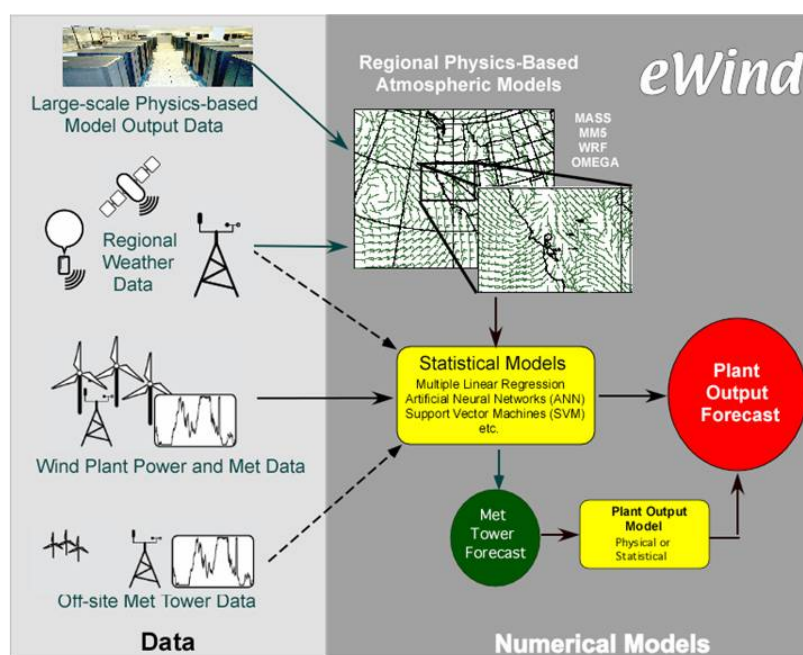 Large-scale Physics-based
Model Output Data
Regional
Weather
Data
Wind Plant Power and Met Data
Off-site Met Tower Data
Data
Regional Physics-Based
Atmospheric Models
eWind
MASS
MM5
WRF
OMEGA
Statistical Models
Multiple Linear Regression
Artificial Neural Networks (ANN)
Support Vector Machines (SVM)
etc.
Plant
Output
Forecast
Met
Tower
Forecast
Plant Output
Model
Physical or
Statistical
Numerical Models